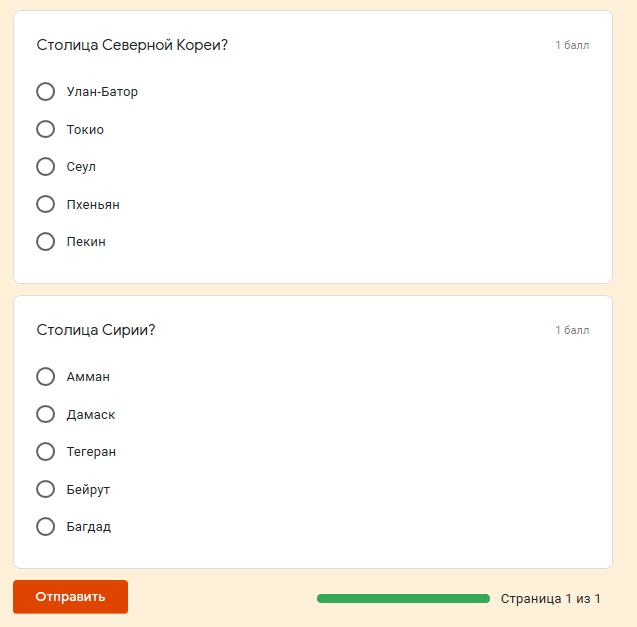 Столица Северной Кореи?
1 балл
Улан-Батор
Токио
Сеул
Пхеньян
Пекин
Столица Сирии?
1 балл
Амман
Дамаск
Тегеран
Бейрут
Багдад
Отправить
Страница 1 из 1